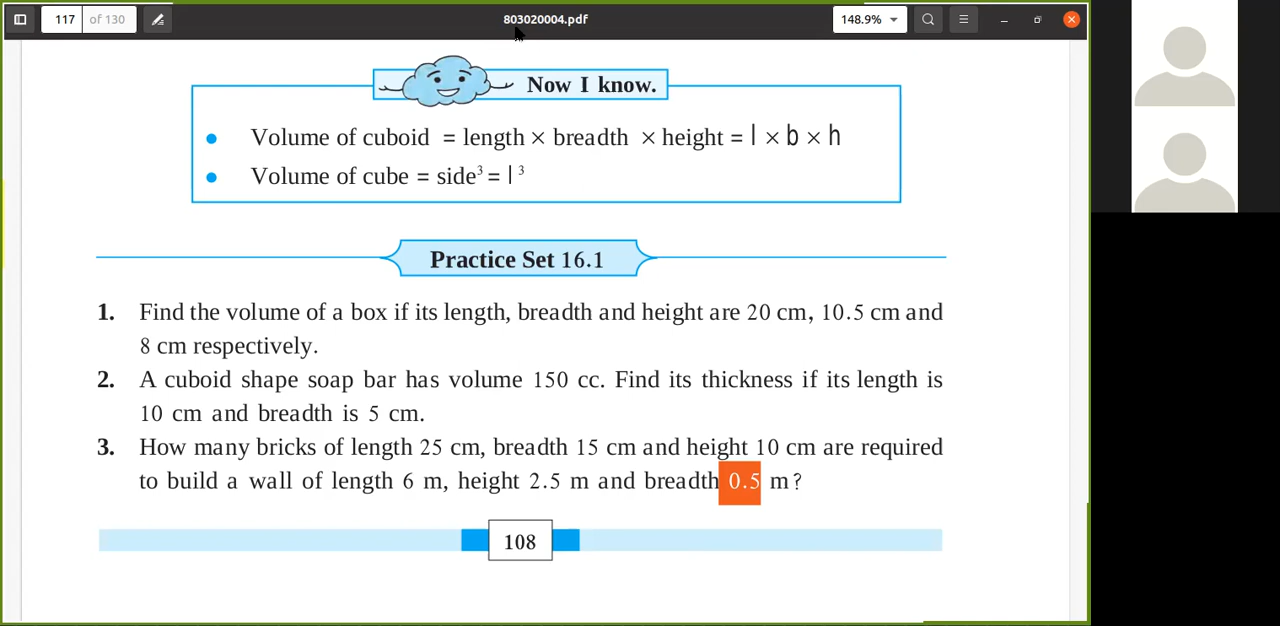 117 of 130
803020004.pdf
148.9%
Now I know.
• Volume of cuboid = length × breadth × height = l × b × h
• Volume of cube = side³ = l³
Practice Set 16.1
1. Find the volume of a box if its length, breadth and height are 20 cm, 10.5 cm and
8 cm respectively.
2. A cuboid shape soap bar has volume 150 cc. Find its thickness if its length is
10 cm and breadth is 5 cm.
3. How many bricks of length 25 cm, breadth 15 cm and height 10 cm are required
to build a wall of length 6 m, height 2.5 m and breadth 0.5 m?
108